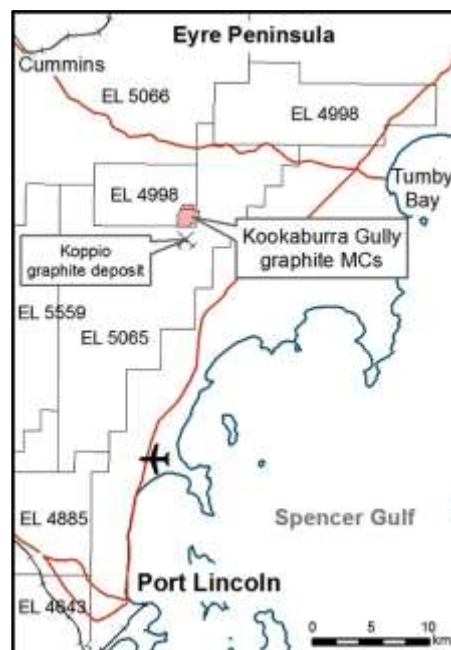 Eyre Peninsula
Cummins
EL 5066
EL 4998
Tumby
Bay
EL 4998
Kookaburra Gully
graphite MCs
Koppio
graphite deposit
EL 5559
EL 5065
Spencer Gulf
EL 4885
Port Lincoln
EL 4643
0 5 10
km